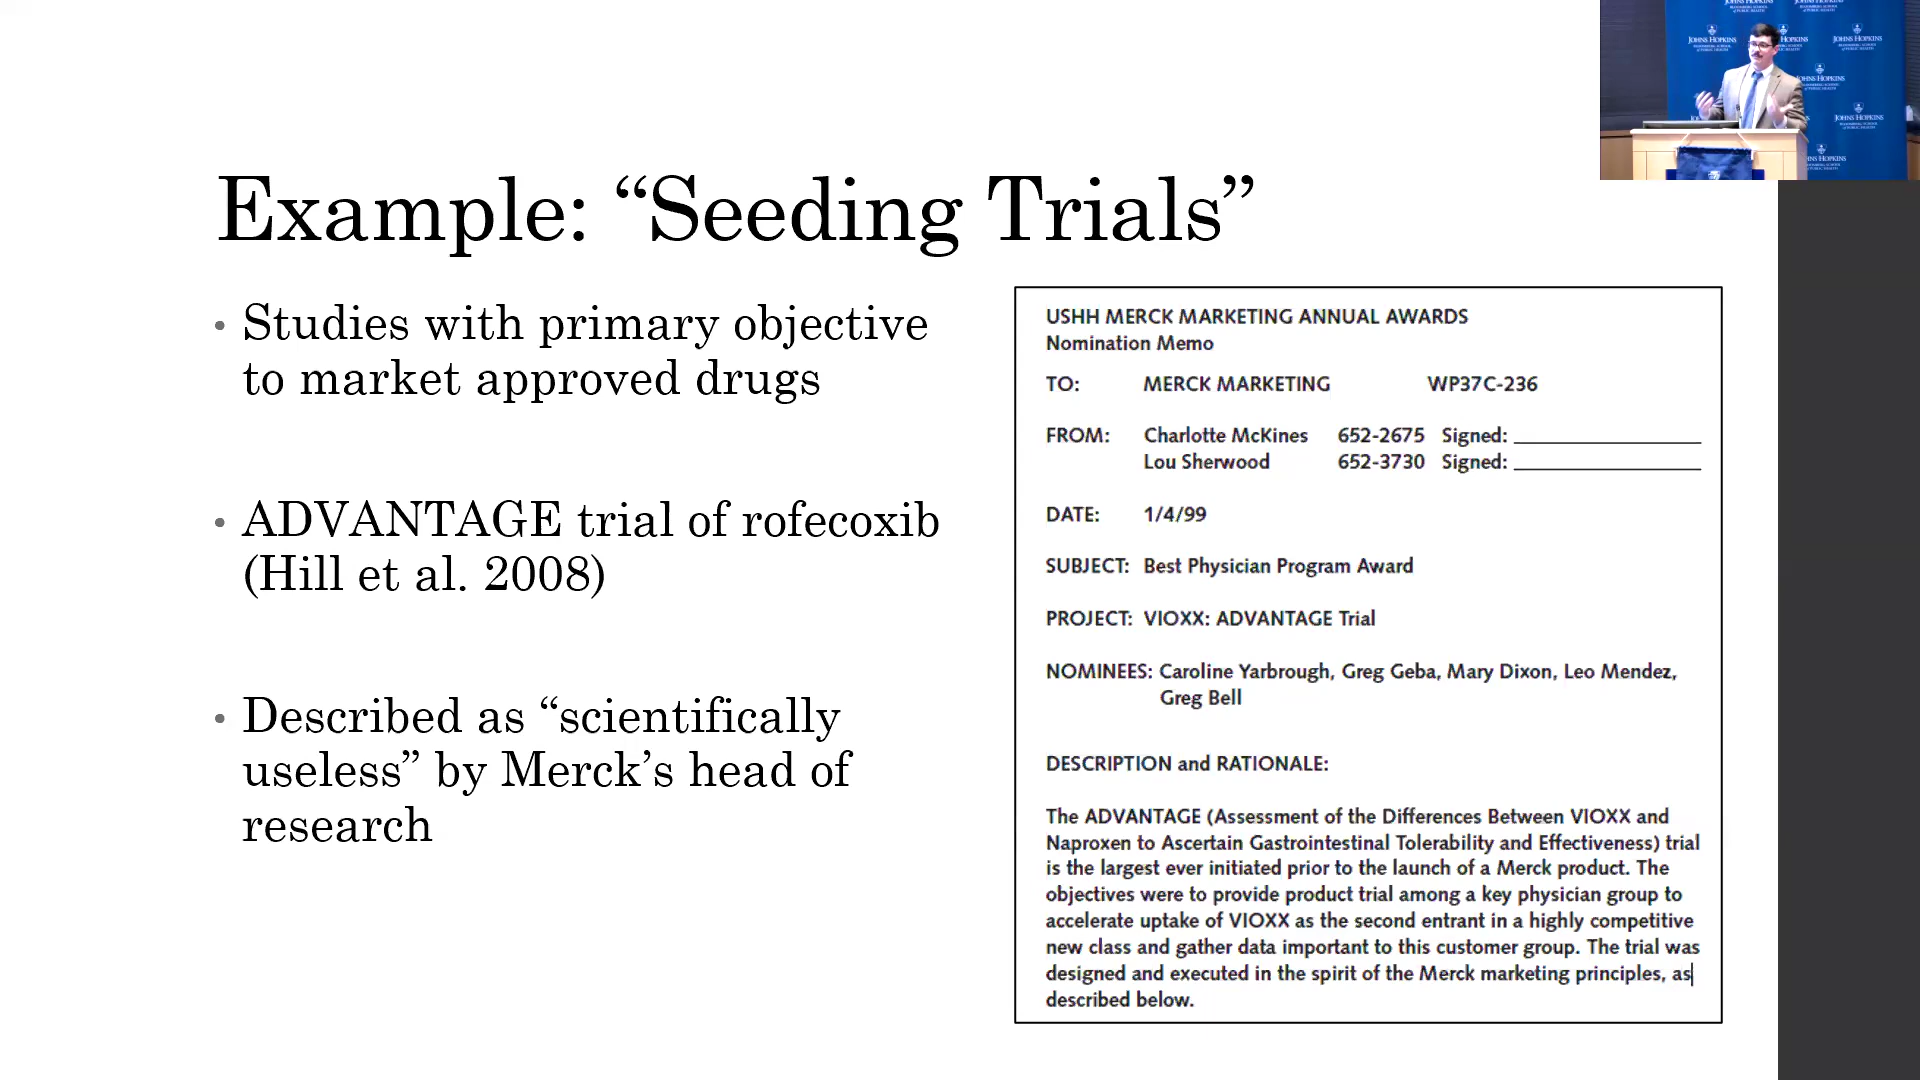 Example: “Seeding Trials”
• Studies with primary objective
to market approved drugs
• ADVANTAGE trial of rofecoxib
(Hill et al. 2008)
• Described as “scientifically
useless” by Merck’s head of
research
USHH MERCK MARKETING ANNUAL AWARDS
Nomination Memo
TO: MERCK MARKETING WP37C-236
FROM: Charlotte McKines 652-2675 Signed:
Lou Sherwood 652-3730 Signed:
DATE: 1/4/99
SUBJECT: Best Physician Program Award
PROJECT: VIOXX: ADVANTAGE Trial
NOMINEES: Caroline Yarbrough, Greg Geba, Mary Dixon, Leo Mendez,
Greg Bell
DESCRIPTION and RATIONALE:
The ADVANTAGE (Assessment of the Differences Between VIOXX and
Naproxen to Ascertain Gastrointestinal Tolerability and Effectiveness) trial
is the largest ever initiated prior to the launch of a Merck product. The
objectives were to provide product trial among a key physician group to
accelerate uptake of VIOXX as the second entrant in a highly competitive
new class and gather data important to this customer group. The trial was
designed and executed in the spirit of the Merck marketing principles, as
described below.
JOHNS HOPKINS
JOHNS HOPKINS
JOHNS HOPKINS